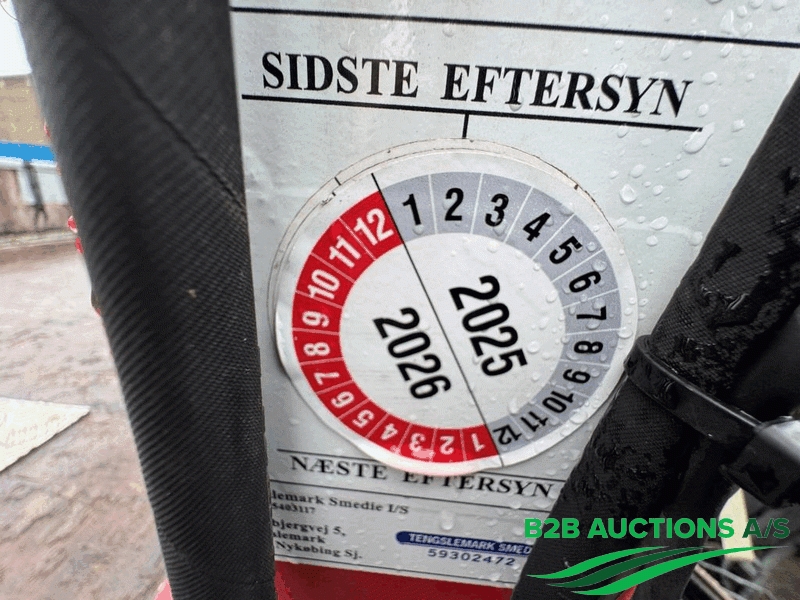 SIDSTE EFTERSYN
1 2 3 4 5 6 7 8 9 10 11 12
2025
2026
1 2 3 4 5 6 7 8 9 10 11 12
NÆSTE EFTERSYN
lemark Smedie I/S
5403117
bjergvej 5,
lemark
Nykøbing Sj.
TENGSLEMARK SMED
59302472
B2B AUCTIONS A/S